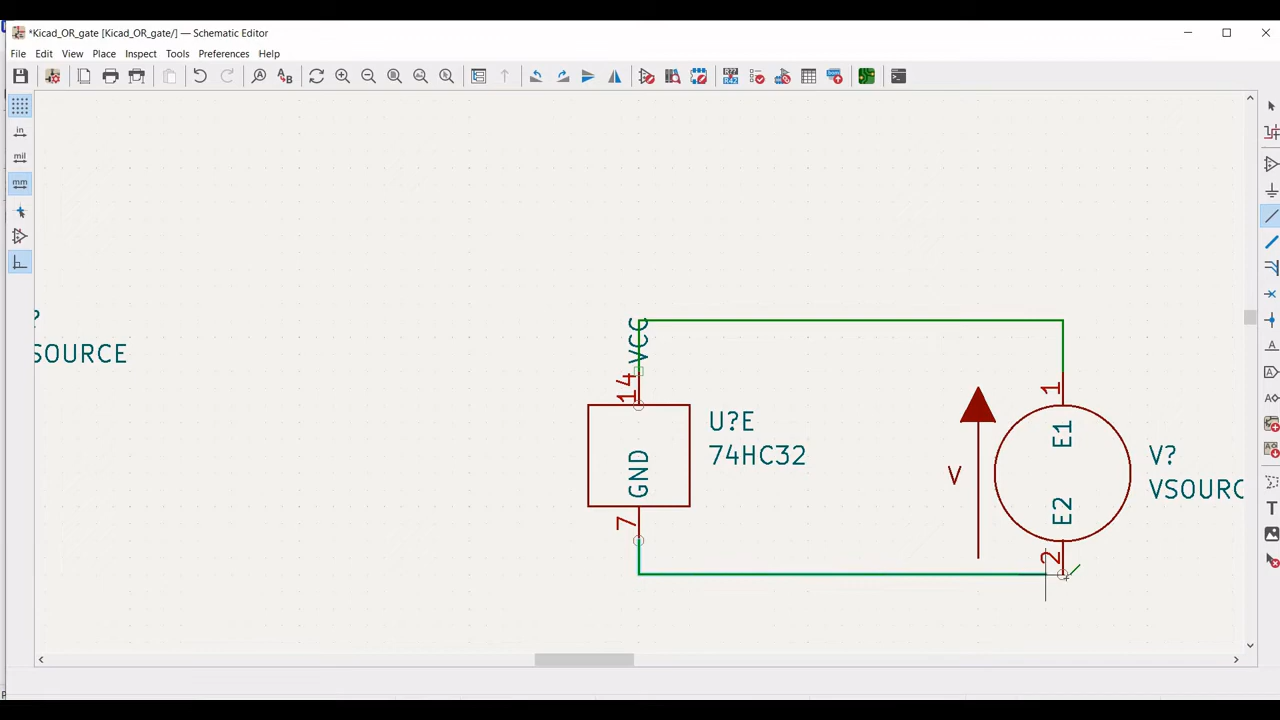 *Kicad_OR_gate [Kicad_OR_gate/] — Schematic Editor
File Edit View Place Inspect Tools Preferences Help
in
mil
mm
?
SOURCE
VCC
14
GND
7
U?E
74HC32
V
1
E1
E2
2
V?
VSOURC